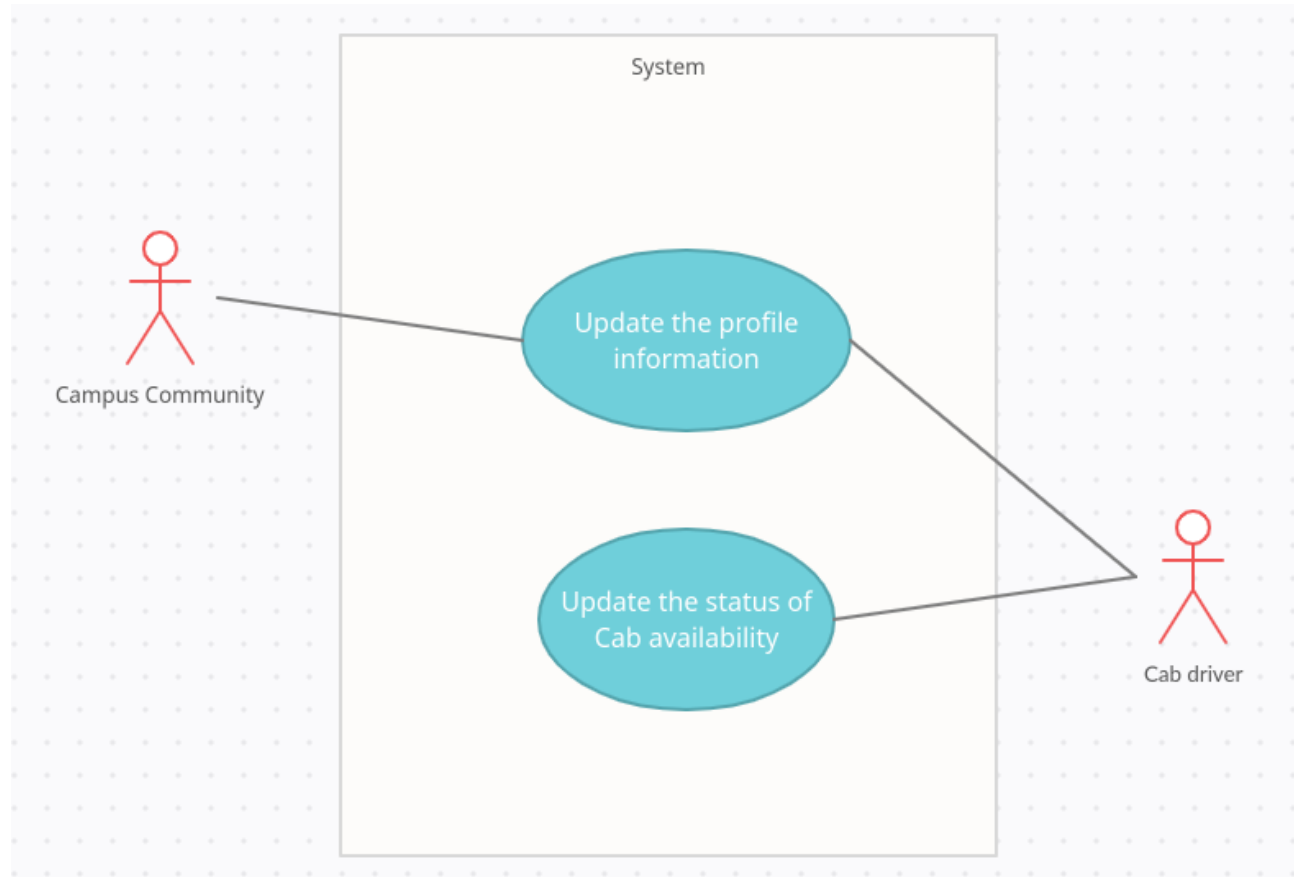 System
Update the profile
information
Campus Community
Update the status of
Cab availability
Cab driver